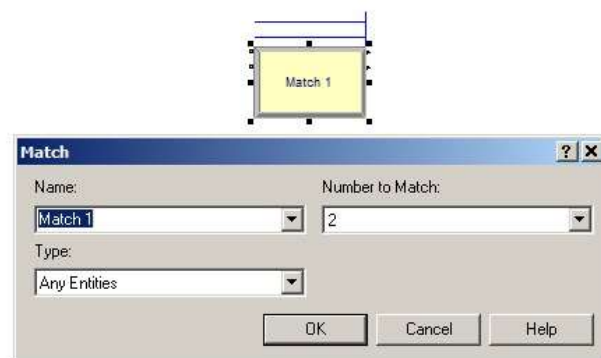 Match 1
Match
Name:
Number to Match:
Match 1
2
Type:
Any Entities
OK
Cancel
Help